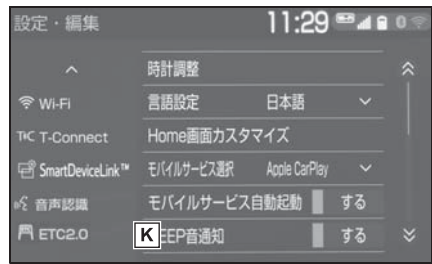 設定・編集 11:29
時計調整
Wi-Fi 言語設定 日本語
T-Connect Home画面カスタマイズ
SmartDeviceLink™ モバイルサービス選択 Apple CarPlay
音声認識 モバイルサービス自動起動 する
ETC2.0 K EEP音通知 する